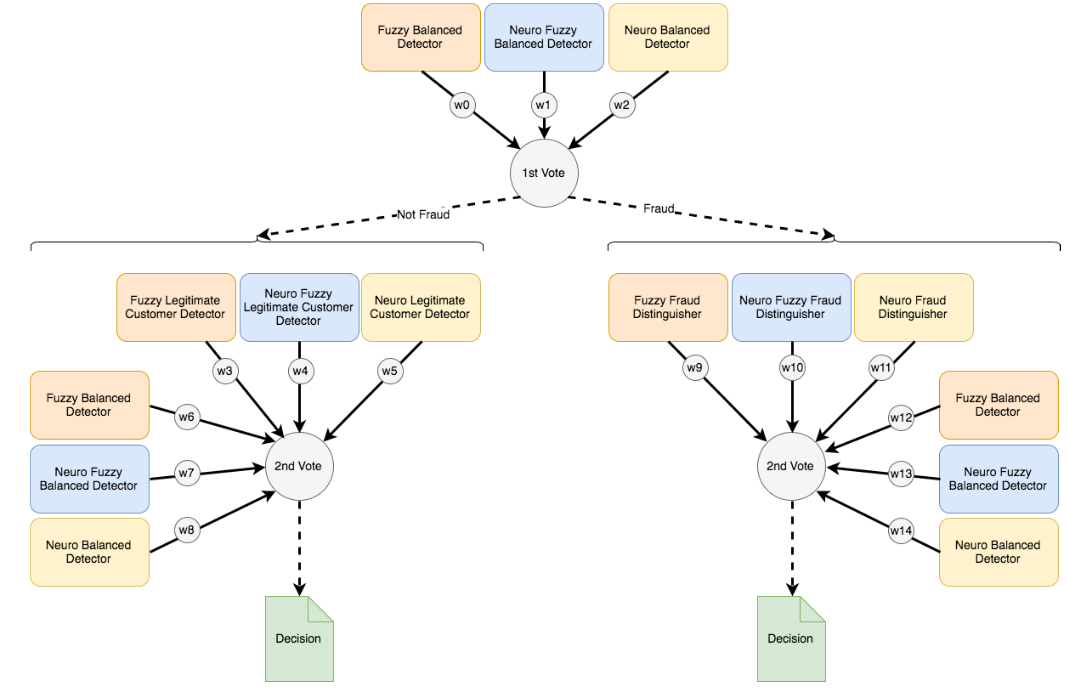 Fuzzy Balanced
Detector
Neuro Fuzzy
Balanced Detector
Neuro Balanced
Detector
w0
w1
w2
1st Vote
Not Fraud
Fraud
Fuzzy Legitimate
Customer Detector
Neuro Fuzzy
Legitimate Customer
Detector
Neuro Legitimate
Customer Detector
w3
w4
w5
Fuzzy Balanced
Detector
w6
Neuro Fuzzy
Balanced Detector
w7
Neuro Balanced
Detector
w8
2nd Vote
Decision
Fuzzy Fraud
Distinguisher
Neuro Fuzzy Fraud
Distinguisher
Neuro Fraud
Distinguisher
w9
w10
w11
Fuzzy Balanced
Detector
w12
Neuro Fuzzy
Balanced Detector
w13
Neuro Balanced
Detector
w14
2nd Vote
Decision